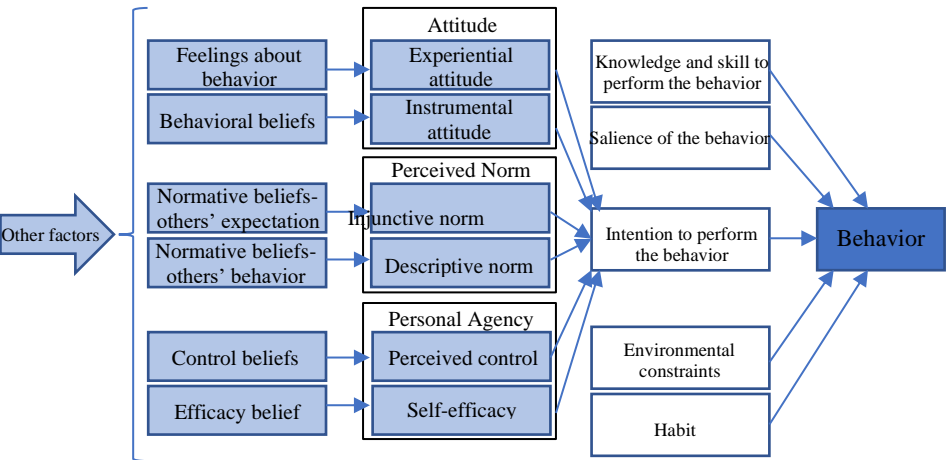 Other factors
Feelings about
behavior
Behavioral beliefs
Normative beliefs-
others’ expectation
Normative beliefs-
others’ behavior
Control beliefs
Efficacy belief
Attitude
Experiential
attitude
Instrumental
attitude
Perceived Norm
Injunctive norm
Descriptive norm
Personal Agency
Perceived control
Self-efficacy
Knowledge and skill to
perform the behavior
Salience of the behavior
Intention to perform
the behavior
Environmental
constraints
Habit
Behavior